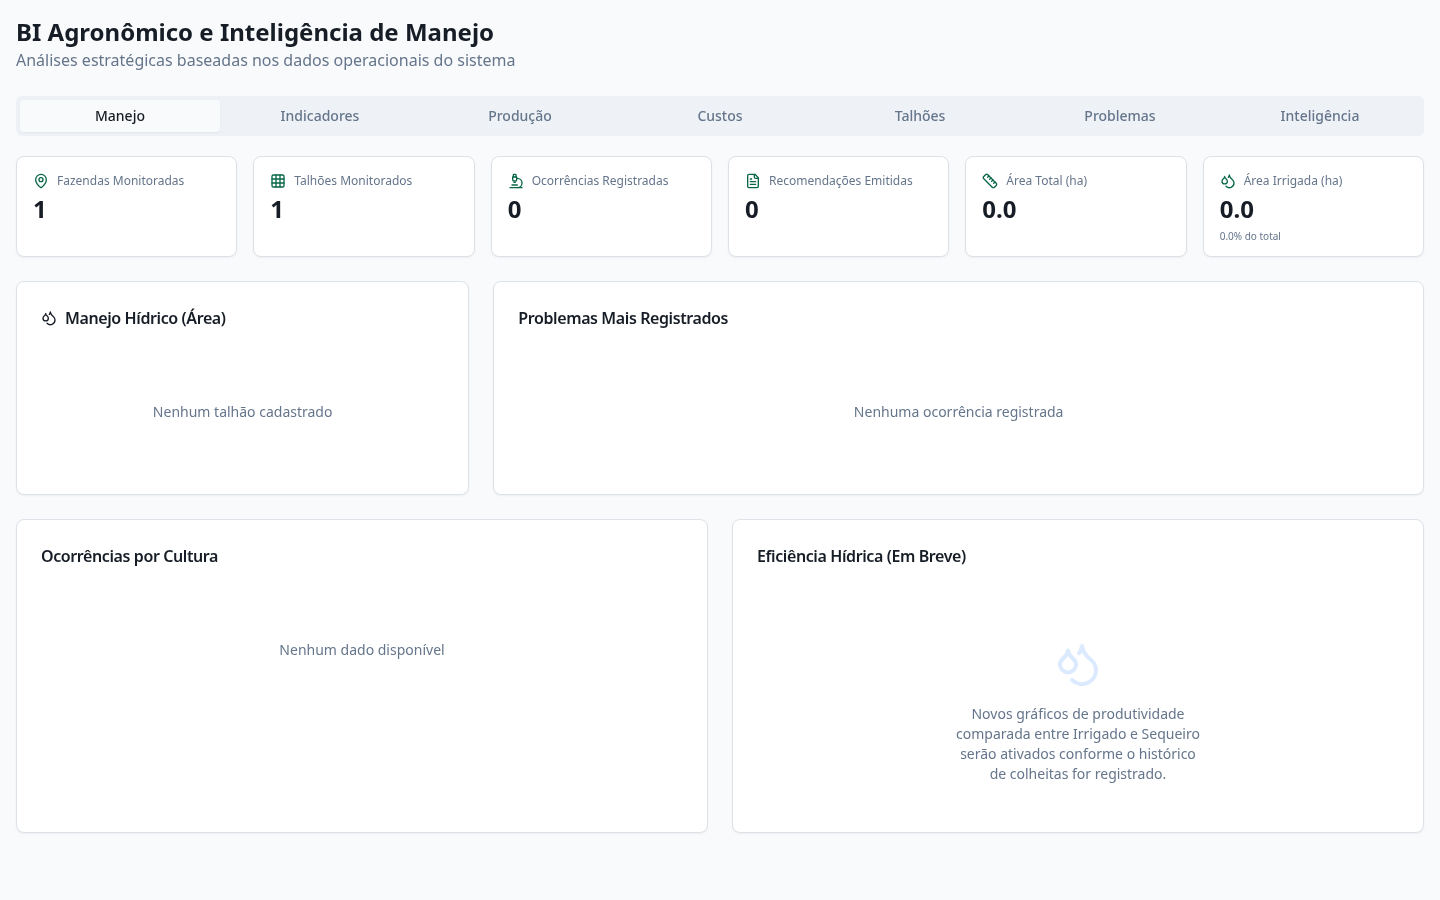 BI Agronômico e Inteligência de Manejo
Análises estratégicas baseadas nos dados operacionais do sistema
Manejo
Indicadores
Produção
Custos
Talhões
Problemas
Inteligência
Fazendas Monitoradas
1
Talhões Monitorados
1
Ocorrências Registradas
0
Recomendações Emitidas
0
Área Total (ha)
0.0
Área Irrigada (ha)
0.0
0.0% do total
Manejo Hídrico (Área)
Nenhum talhão cadastrado
Problemas Mais Registrados
Nenhuma ocorrência registrada
Ocorrências por Cultura
Nenhum dado disponível
Eficiência Hídrica (Em Breve)
Novos gráficos de produtividade
comparada entre Irrigado e Sequeiro
serão ativados conforme o histórico
de colheitas for registrado.